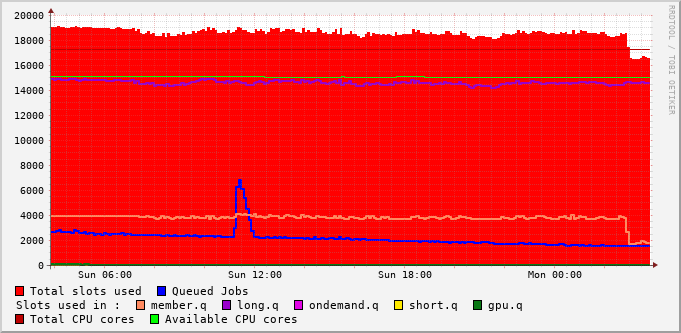 RRDTOOL / TOBI OETIKER
20000
18000
16000
14000
12000
10000
8000
6000
4000
2000
0
Sun 06:00 Sun 12:00 Sun 18:00 Mon 00:00
Total slots used Queued Jobs
Slots used in : member.q long.q ondemand.q short.q gpu.q
Total CPU cores Available CPU cores